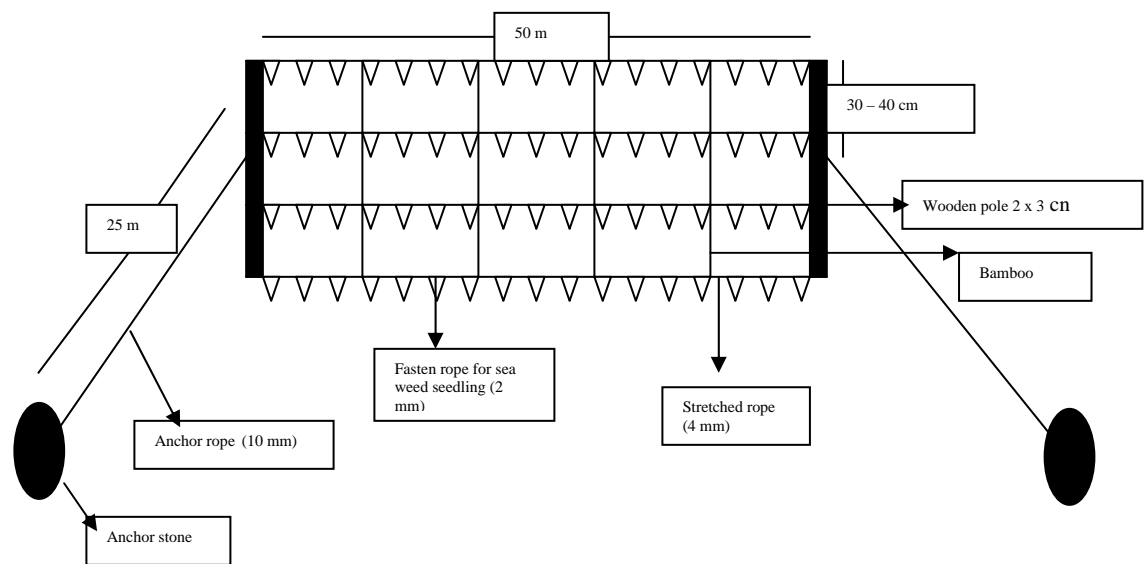 50 m
30 – 40 cm
Wooden pole 2 x 3 cn
25 m
Bamboo
Fasten rope for sea
weed seedling (2
mm)
Stretched rope
(4 mm)
Anchor rope (10 mm)
Anchor stone